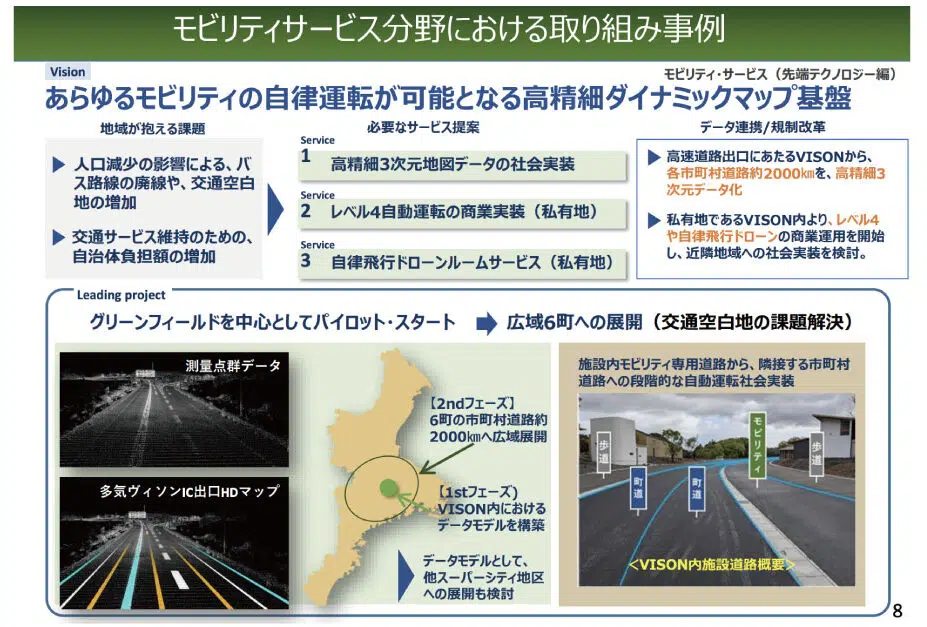 モビリティサービス分野における取り組み事例
Vision
モビリティ・サービス（先端テクノロジー編）
あらゆるモビリティの自律運転が可能となる高精細ダイナミックマップ基盤
地域が抱える課題
▶ 人口減少の影響による、バ
ス路線の廃線や、交通空白
地の増加
▶ 交通サービス維持のための、
自治体負担額の増加
必要なサービス提案
Service
1 高精細3次元地図データの社会実装
Service
2 レベル4自動運転の商業実装（私有地）
Service
3 自律飛行ドローンルームサービス（私有地）
データ連携/規制改革
▶ 高速道路出口にあたるVISONから、
各市町村道路約2000㎞を、高精細3
次元データ化
▶ 私有地であるVISON内より、レベル4
や自律飛行ドローンの商業運用を開始
し、近隣地域への社会実装を検討。
Leading project
グリーンフィールドを中心としてパイロット・スタート ➡ 広域6町への展開（交通空白地の課題解決）
測量点群データ
多気ヴィソンIC出口HDマップ
【2ndフェーズ】
6町の市町村道路約
2000㎞へ広域展開
【1stフェーズ)
VISON内における
データモデルを構築
データモデルとして、
他スーパーシティ地区
への展開も検討
施設内モビリティ専用道路から、隣接する市町村
道路への段階的な自動運転社会実装
歩道
町道
町道
モビリティ
歩道
<VISON内施設道路概要>
8